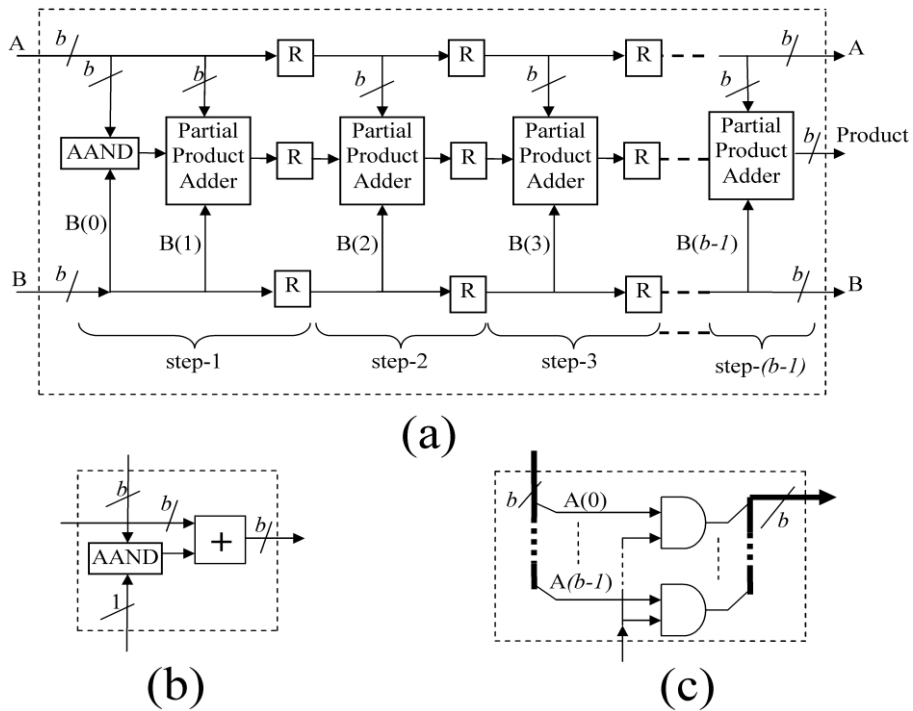 A b b b R R R b A
b b b b
AAND Partial Product Adder R Partial Product Adder R Partial Product Adder R Partial Product Adder b Product
B(0) B(1) B(2) B(3) B(b-1)
B b R R R b B
step-1 step-2 step-3 step-(b-1)
(a)
b b b
AAND +
1
b A(0) b
A(b-1)
(b) (c)